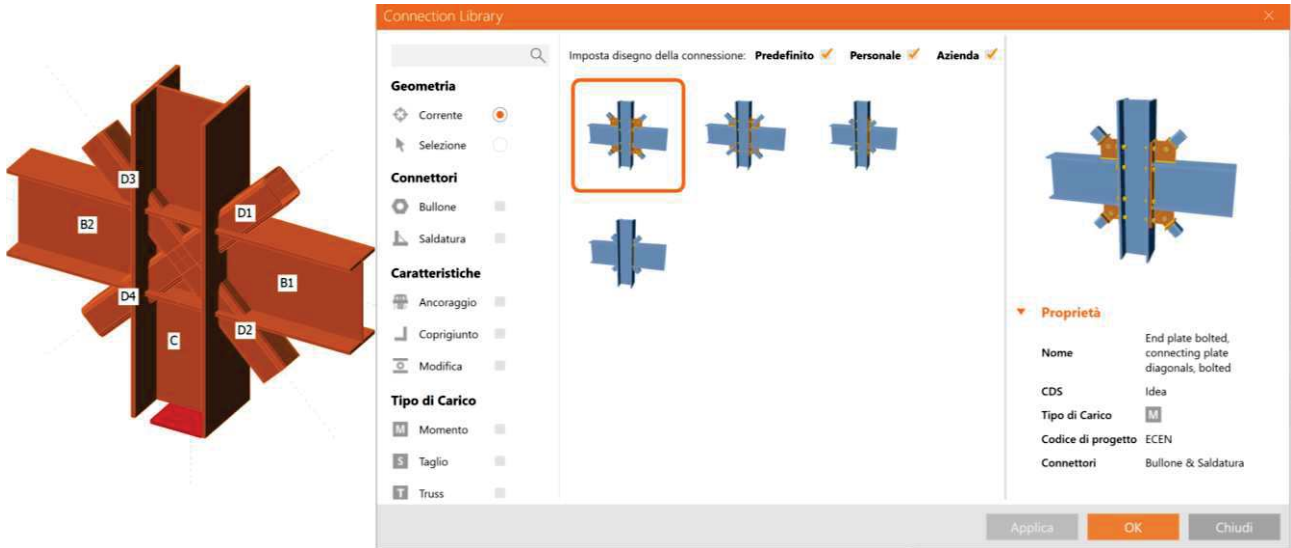 D3
D1
B2
B1
D4
D2
C
Connection Library
Geometria
Corrente
Selezione
Connettori
Bullone
Saldatura
Caratteristiche
Ancoraggio
Coprigiunto
Modifica
Tipo di Carico
M Momento
S Taglio
T Truss
Imposta disegno della connessione: Predefinito Personale Azienda
Proprietà
Nome End plate bolted,
connecting plate
diagonals, bolted
CDS Idea
Tipo di Carico M
Codice di progetto ECEN
Connettori Bullone & Saldatura
Applica OK Chiudi